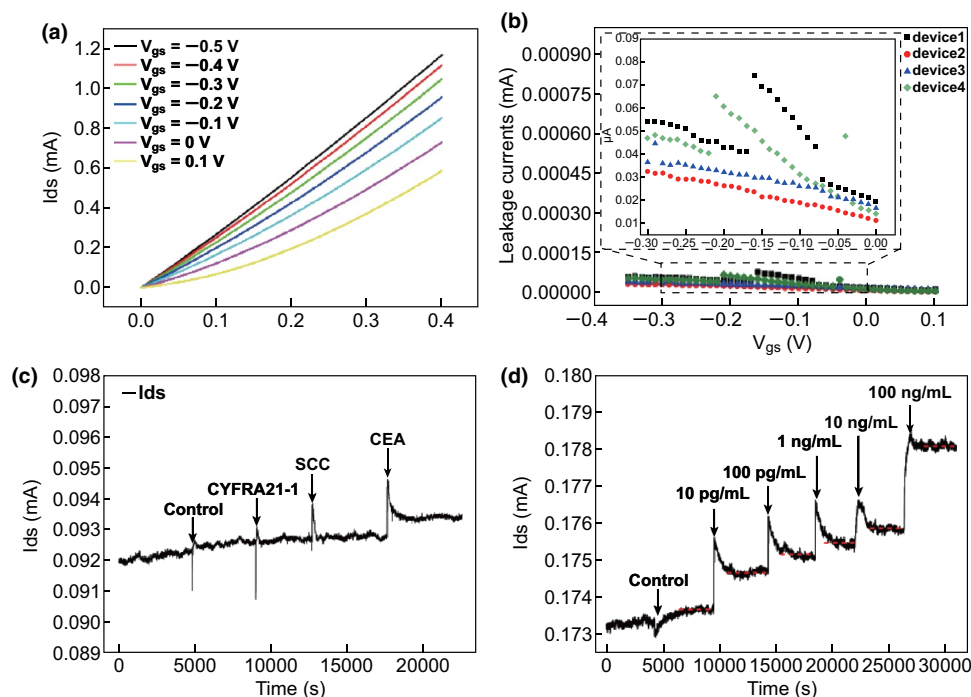 (a)
V_gs = −0.5 V
V_gs = −0.4 V
V_gs = −0.3 V
V_gs = −0.2 V
V_gs = −0.1 V
V_gs = 0 V
V_gs = 0.1 V
1.2
1.0
0.8
0.6
0.4
0.2
0.0
Ids (mA)
0.0 0.1 0.2 0.3 0.4
(b)
device1
device2
device3
device4
0.00090
0.00075
0.00060
0.00045
0.00030
0.00015
0.00000
Leakage currents (mA)
0.09
0.08
0.07
0.06
0.05
0.04
0.03
0.02
0.01
μA
−0.30 −0.25 −0.20 −0.15 −0.10 −0.05 0.00
−0.4 −0.3 −0.2 −0.1 0.0 0.1
V_gs (V)
(c)
Ids
0.098
0.096
0.095
0.094
0.093
0.092
0.090
0.089
Ids (mA)
Control
CYFRA21-1
SCC
CEA
0 5000 10000 15000 20000
Time (s)
(d)
0.180
0.179
0.178
0.176
0.174
0.173
Ids (mA)
Control
10 pg/mL
100 pg/mL
1 ng/mL
10 ng/mL
100 ng/mL
0 5000 10000 15000 20000 25000 30000
Time (s)